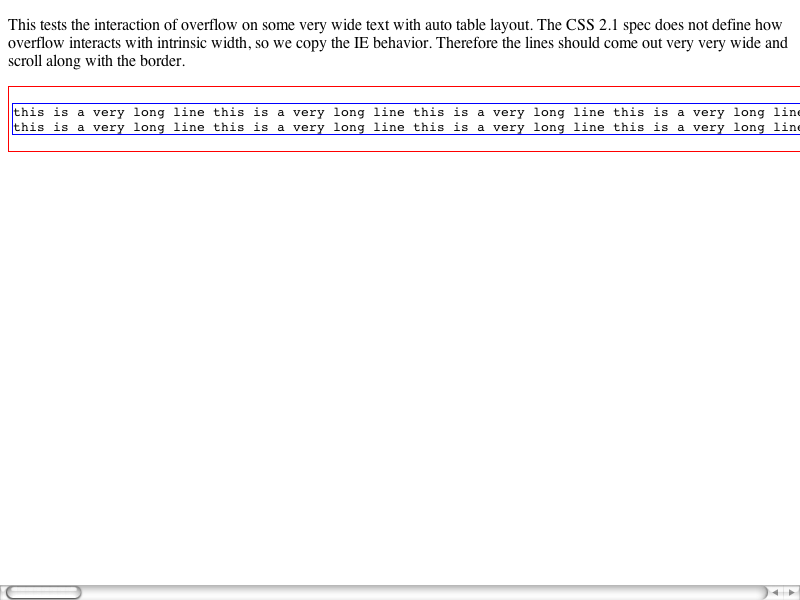 This tests the interaction of overflow on some very wide text with auto table layout. The CSS 2.1 spec does not define how
overflow interacts with intrinsic width, so we copy the IE behavior. Therefore the lines should come out very very wide and
scroll along with the border.
this is a very long line this is a very long line this is a very long line this is a very long line
this is a very long line this is a very long line this is a very long line this is a very long line